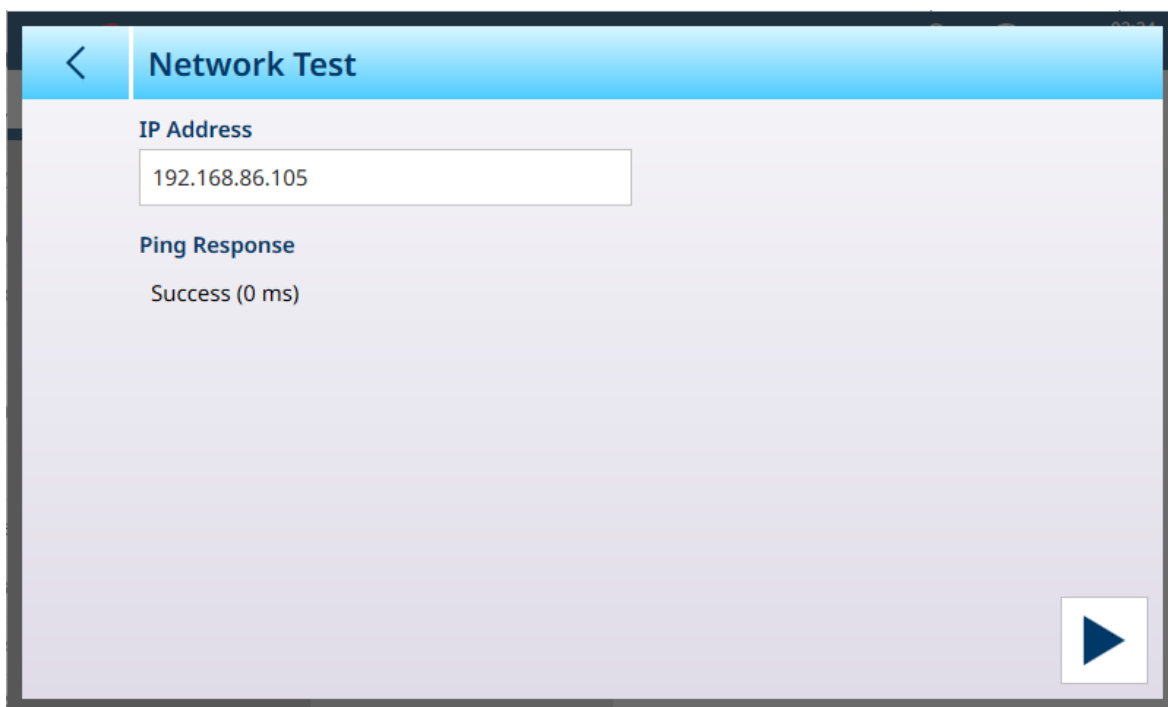 Network Test
IP Address
192.168.86.105
Ping Response
Success (0 ms)